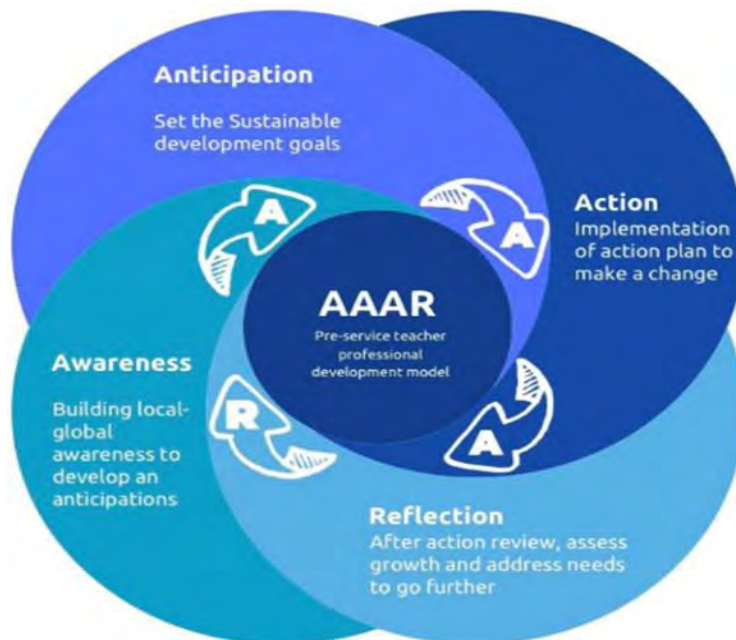 Anticipation
Set the Sustainable
development goals
Action
Implementation
of action plan to
make a change
A
A
AAAR
Pre-service teacher
professional
development model
Awareness
Building local-
global
awareness to
develop an
anticipations
R
A
Reflection
After action review, assess
growth and address needs
to go further